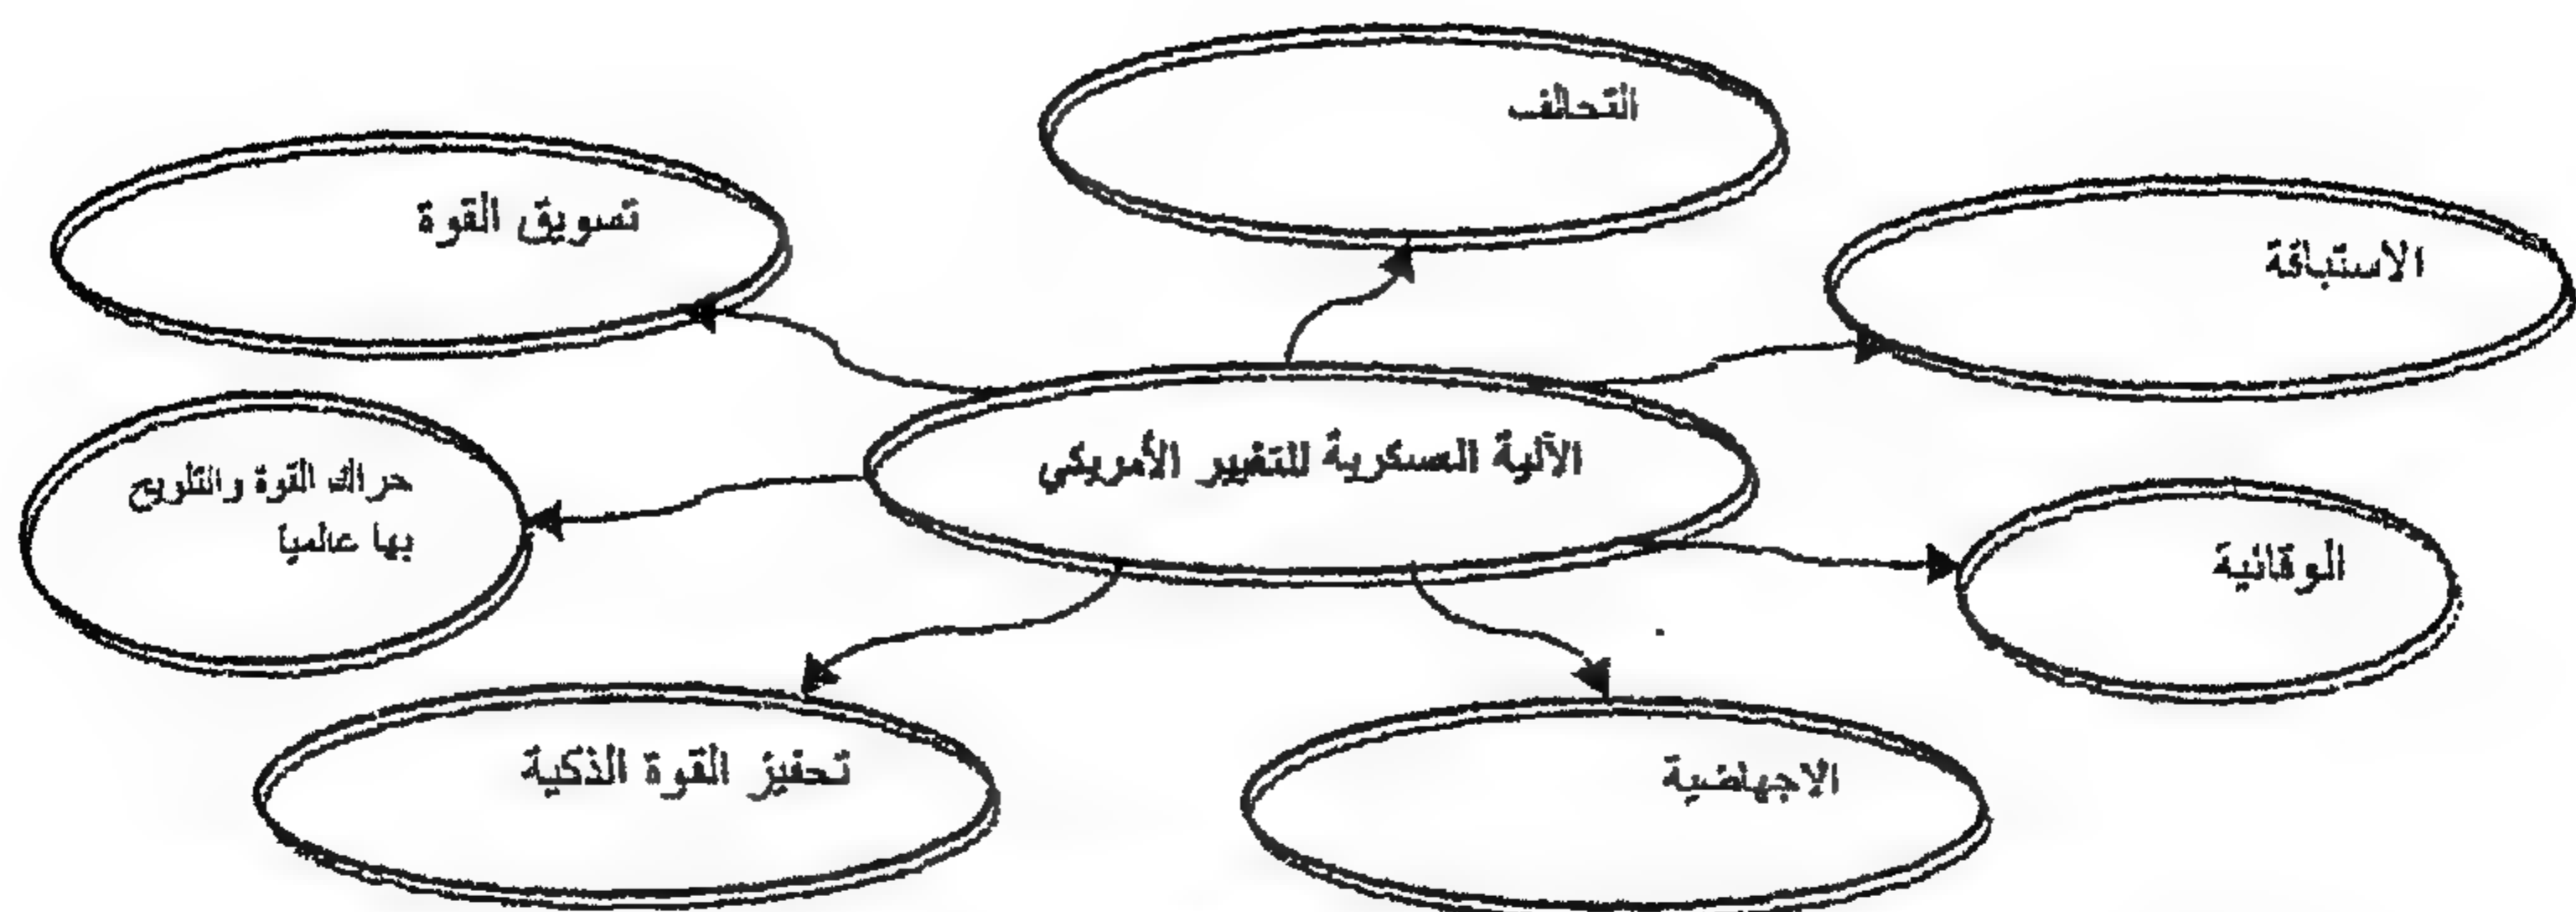 التحالف
تسويق القوة
الاستباقة
الآلية العسكرية للتغيير الأمريكي
حراك القوة والتلويح
بها عالميا
الوقائية
تحفيز القوة الذكية
الاجهاضية